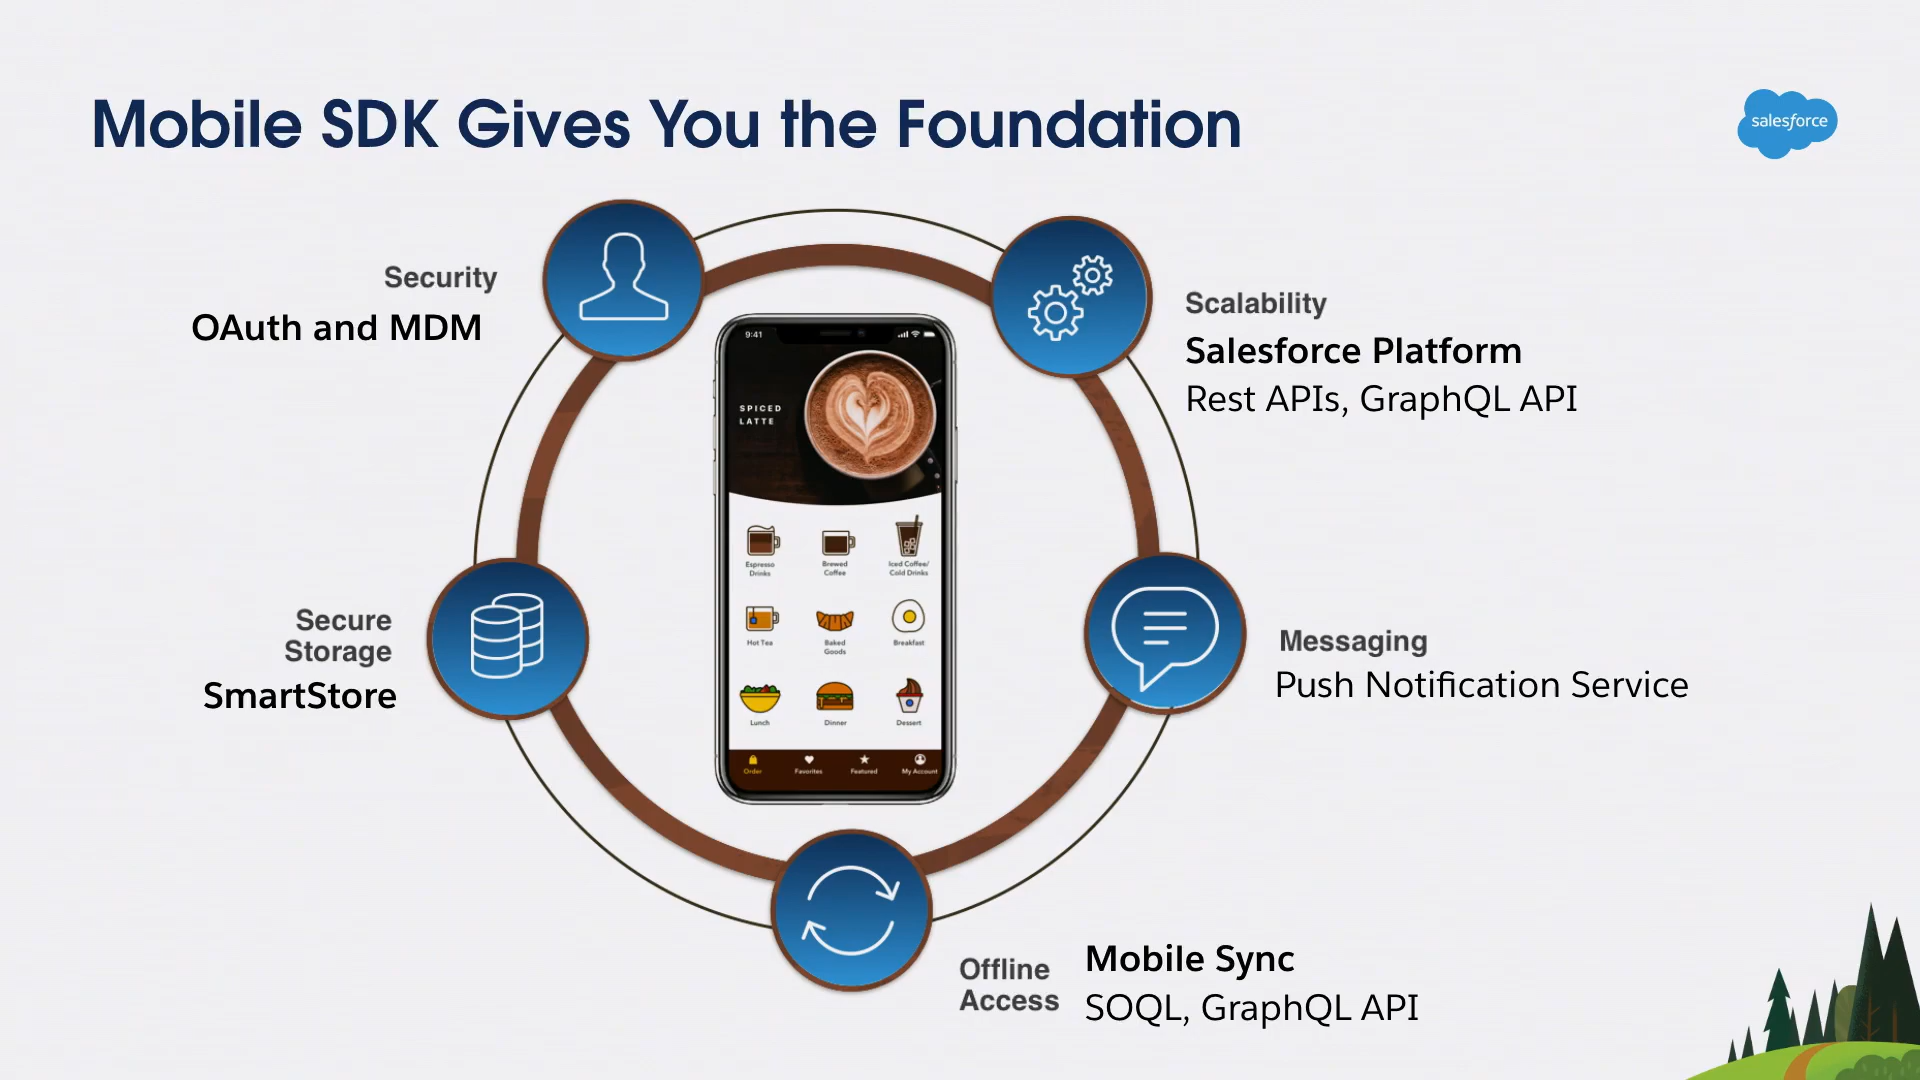 Mobile SDK Gives You the Foundation
salesforce
Security
OAuth and MDM
Scalability
Salesforce Platform
Rest APIs, GraphQL API
9:41
SPICED
LATTE
Espresso
Drinks
Brewed
Coffee
Iced Coffee/
Cold Drinks
Hot Tea
Baked
Goods
Breakfast
Lunch
Dinner
Dessert
Order
Favorites
Featured
My Account
Secure
Storage
SmartStore
Messaging
Push Notification Service
Offline
Access
Mobile Sync
SOQL, GraphQL API